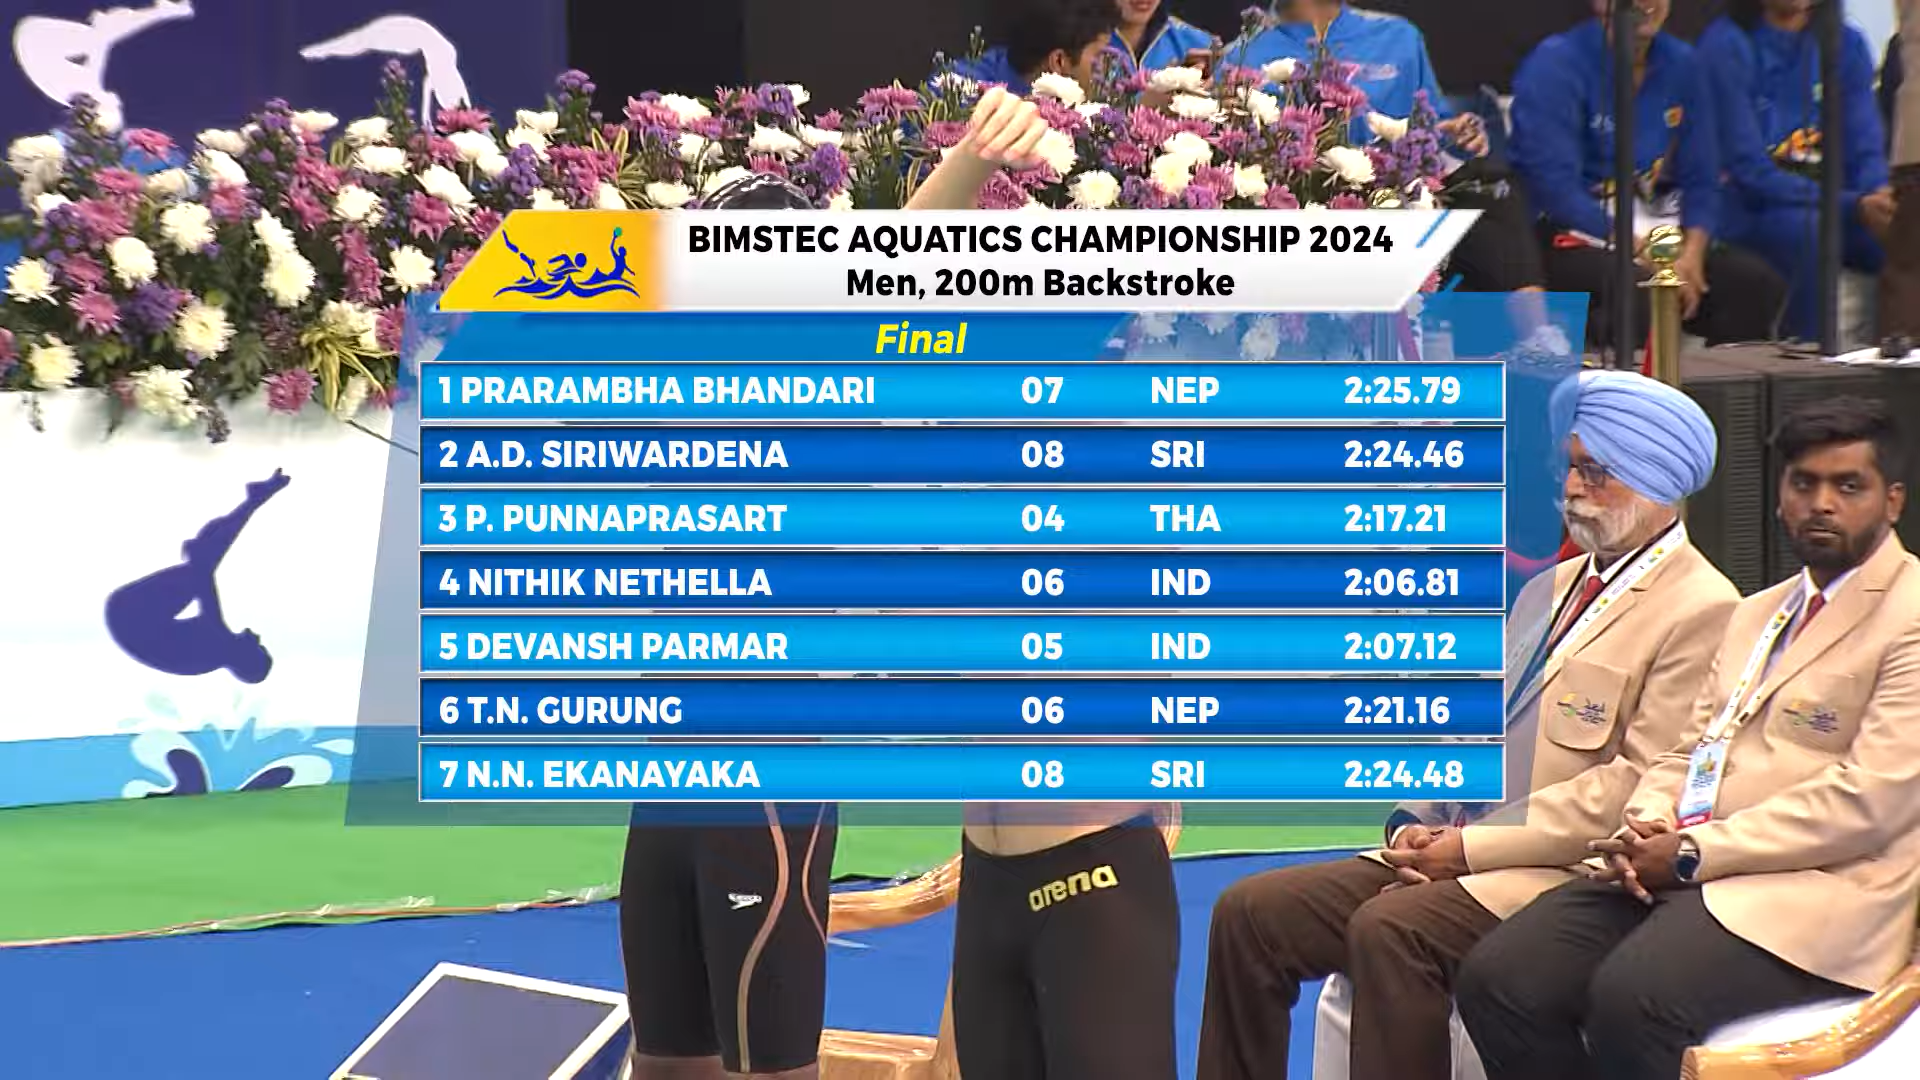 BIMSTEC AQUATICS CHAMPIONSHIP 2024
Men, 200m Backstroke
Final
1 PRARAMBHA BHANDARI 07 NEP 2:25.79
2 A.D. SIRIWARDENA 08 SRI 2:24.46
3 P. PUNNAPRASART 04 THA 2:17.21
4 NITHIK NETHELLA 06 IND 2:06.81
5 DEVANSH PARMAR 05 IND 2:07.12
6 T.N. GURUNG 06 NEP 2:21.16
7 N.N. EKANAYAKA 08 SRI 2:24.48
speedo
arena